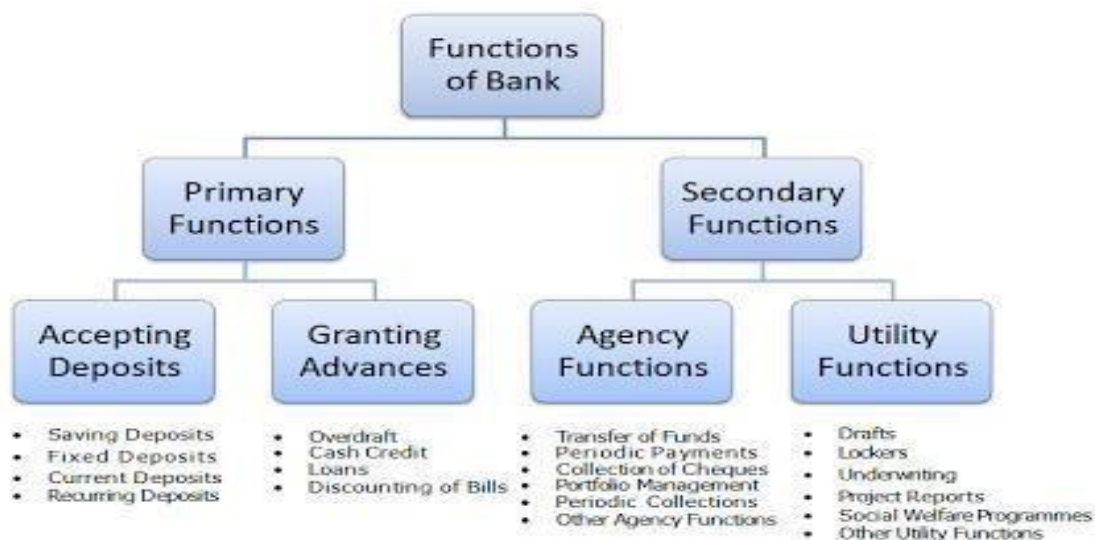 Functions
of Bank
Primary
Functions
Secondary
Functions
Accepting
Deposits
Granting
Advances
Agency
Functions
Utility
Functions
• Saving Deposits
• Fixed Deposits
• Current Deposits
• Recurring Deposits
• Overdraft
• Cash Credit
• Loans
• Discounting of Bills
• Transfer of Funds
• Periodic Payments
• Collection of Cheques
• Portfolio Management
• Periodic Collections
• Other Agency Functions
• Drafts
• Lockers
• Underwriting
• Project Reports
• Social Welfare Programmes
• Other Utility Functions